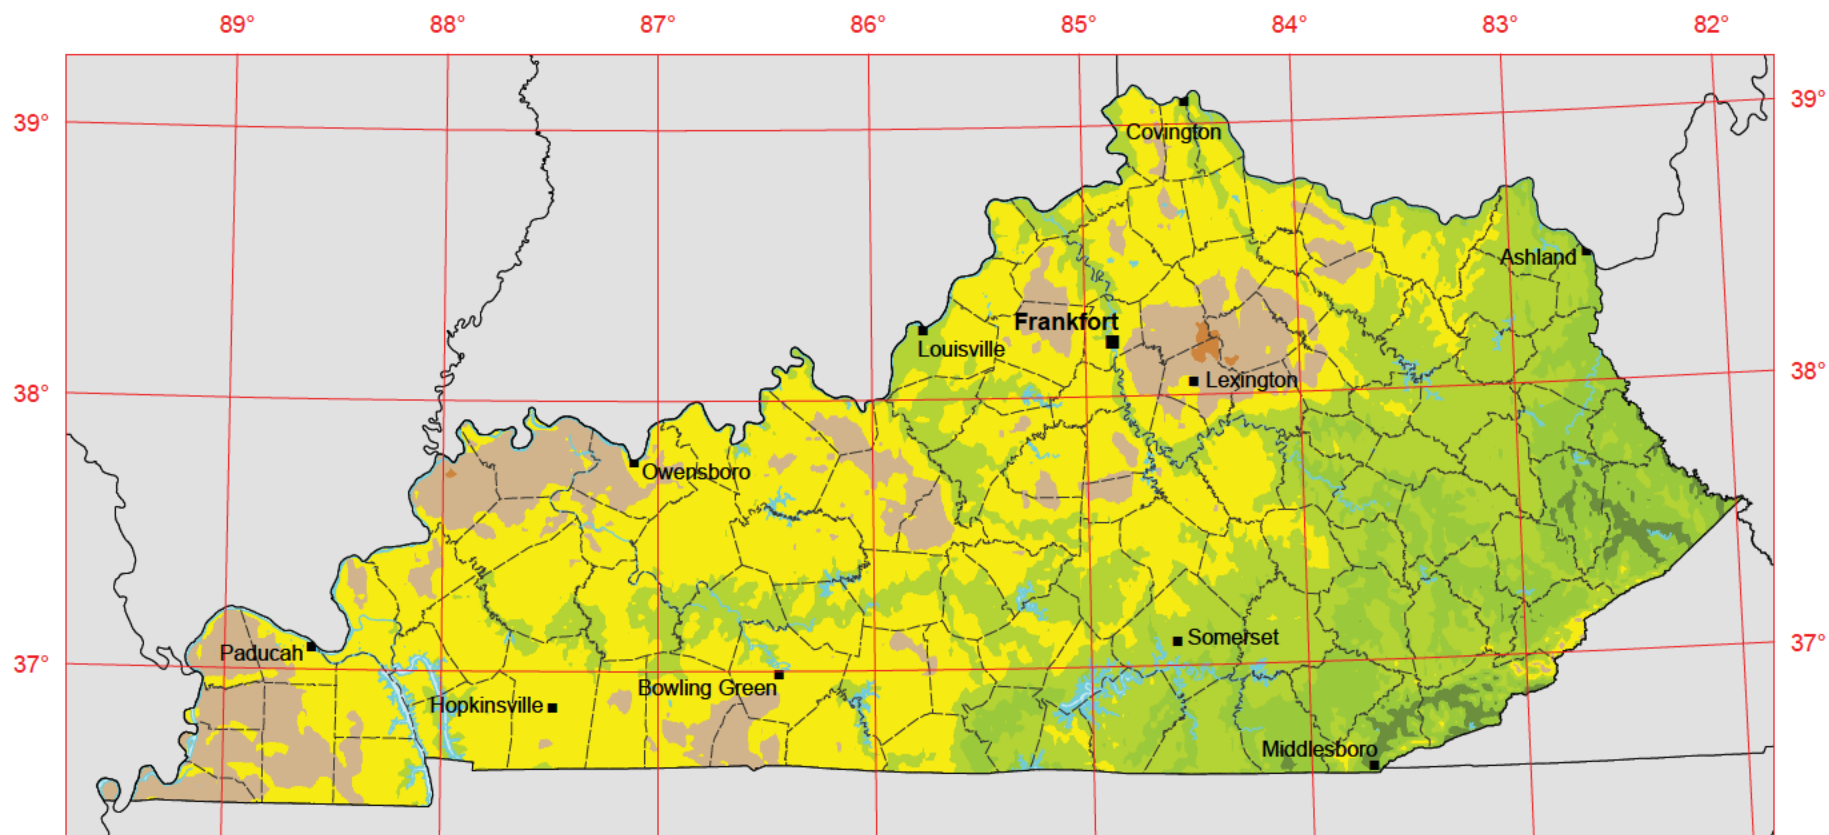 89° 88° 87° 86° 85° 84° 83° 82°
39° 39°
Covington
Ashland
Frankfort
Louisville
38° Lexington 38°
Owensboro
Somerset 37°
Paducah
37°
Bowling Green
Hopkinsville
Middlesboro